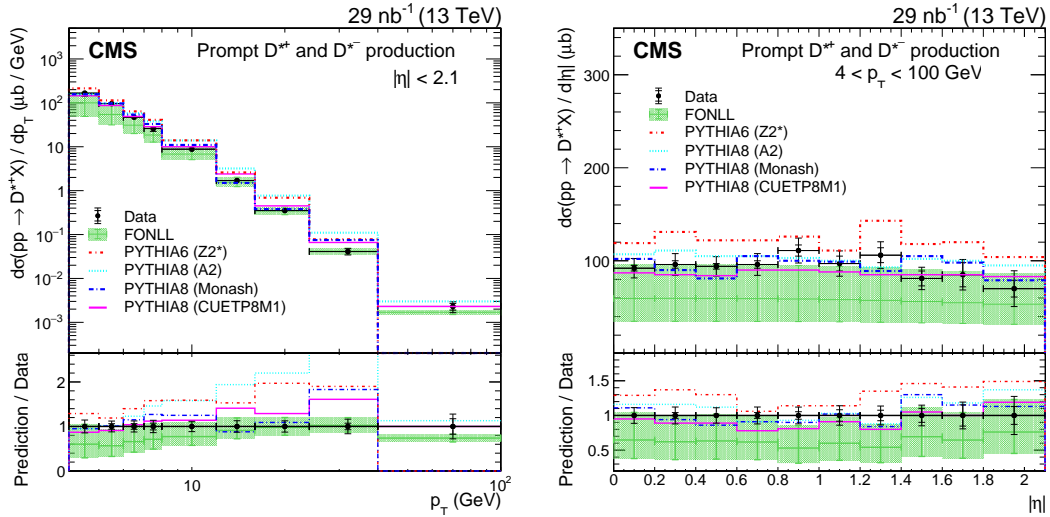 29 nb⁻¹ (13 TeV)
CMS
Prompt D*⁺ and D*⁻ production
|η| < 2.1
dσ(pp → D*⁺X) / dp_T (μb / GeV)
10³
10²
10
1
10⁻¹
10⁻²
10⁻³
Data
FONLL
PYTHIA6 (Z2*)
PYTHIA8 (A2)
PYTHIA8 (Monash)
PYTHIA8 (CUETP8M1)
Prediction / Data
2
1
0
10
10²
p_T (GeV)
29 nb⁻¹ (13 TeV)
CMS
Prompt D*⁺ and D*⁻ production
4 < p_T < 100 GeV
dσ(pp → D*⁺X) / d|η| (μb)
340
260
180
100
Data
FONLL
PYTHIA6 (Z2*)
PYTHIA8 (A2)
PYTHIA8 (Monash)
PYTHIA8 (CUETP8M1)
Prediction / Data
1.5
1
0.5
0 0.2 0.4 0.6 0.8 1 1.2 1.4 1.6 1.8 2
|η|